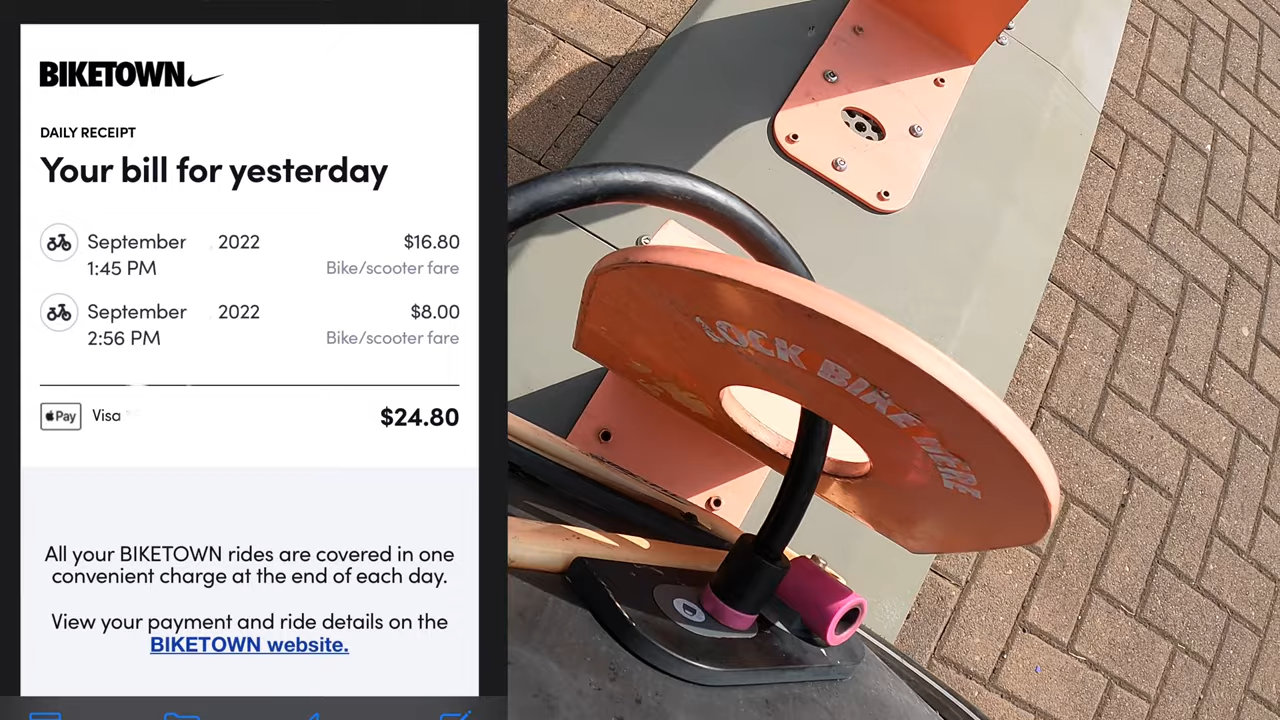 BIKETOWN
DAILY RECEIPT
Your bill for yesterday
September 2022 $16.80
1:45 PM Bike/scooter fare
September 2022 $8.00
2:56 PM Bike/scooter fare
Pay Visa $24.80
All your BIKETOWN rides are covered in one
convenient charge at the end of each day.
View your payment and ride details on the
BIKETOWN website.
LOCK BIKE HERE